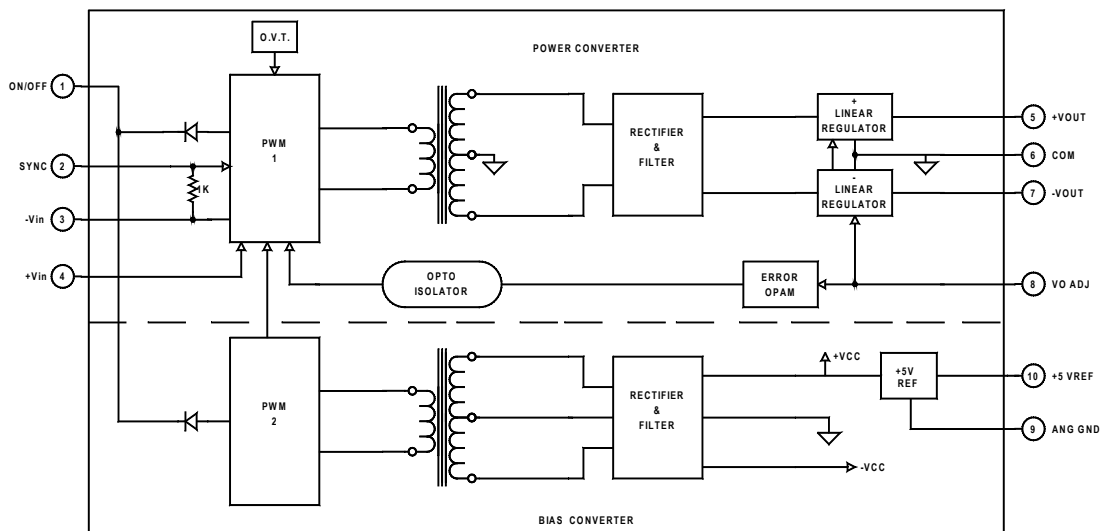 O.V.T.
POWER CONVERTER
ON/OFF 1
SYNC 2
1K
-Vin 3
+Vin 4
PWM
1
RECTIFIER
&
FILTER
+
LINEAR
REGULATOR
-
LINEAR
REGULATOR
5 +VOUT
6 COM
7 -VOUT
OPTO
ISOLATOR
ERROR
OPAM
8 VO ADJ
PWM
2
RECTIFIER
&
FILTER
+VCC
+5V
REF
10 +5 VREF
9 ANG GND
-VCC
BIAS CONVERTER